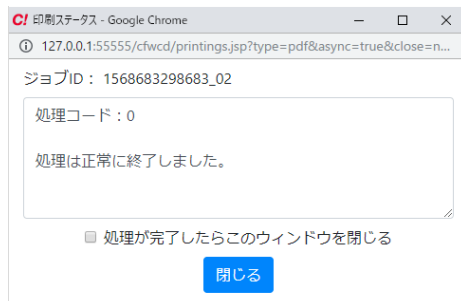 C! 印刷ステータス - Google Chrome
127.0.0.1:55555/cfwcd/printings.jsp?type=pdf&async=true&close=n...
ジョブID： 1568683298683_02
処理コード：0
処理は正常に終了しました。
処理が完了したらこのウィンドウを閉じる
閉じる